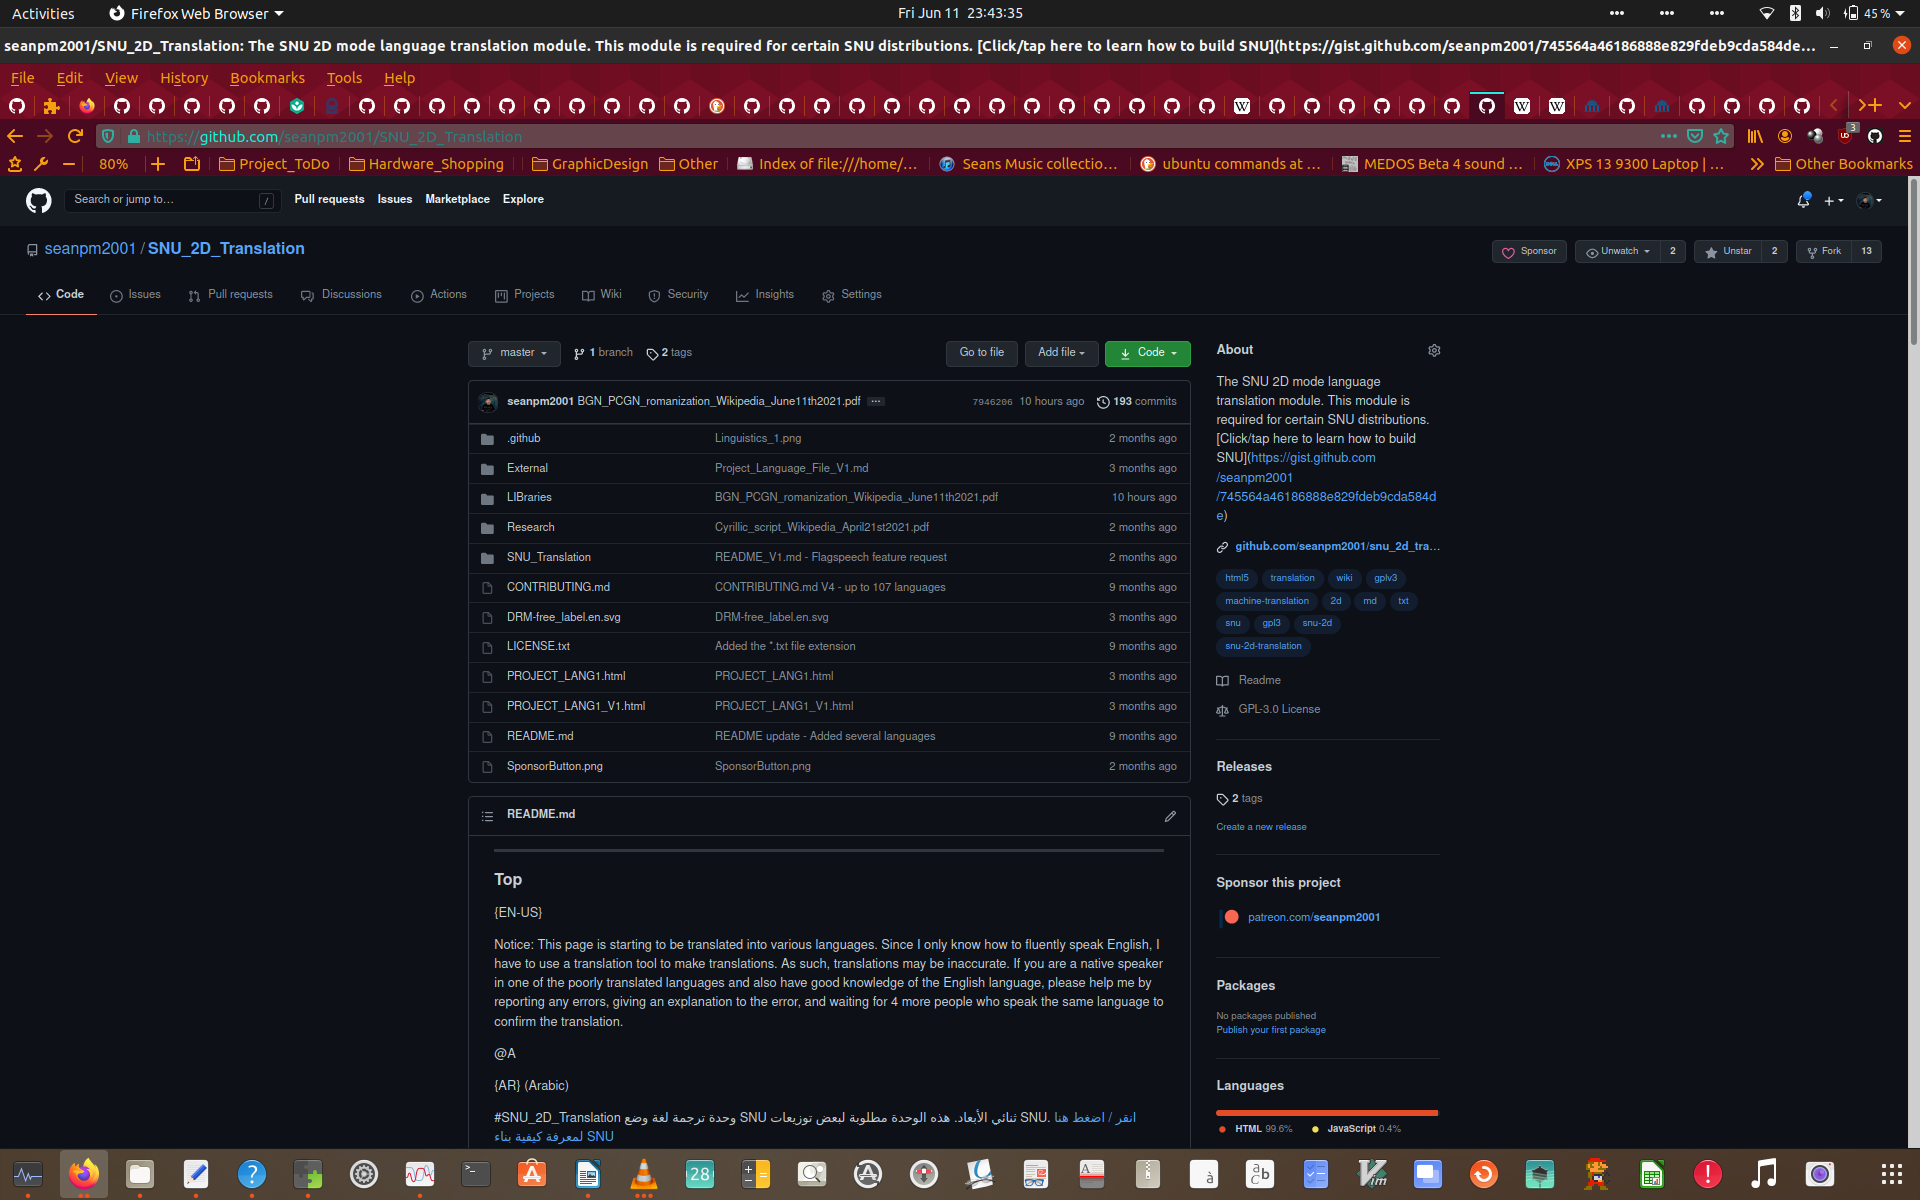 Activities
Firefox Web Browser
Fri Jun 11 23:43:35
45 %
seanpm2001/SNU_2D_Translation: The SNU 2D mode language translation module. This module is required for certain SNU distributions. [Click/tap here to learn how to build SNU](https://gist.github.com/seanpm2001/745564a46186888e829fdeb9cda584de...
File Edit View History Bookmarks Tools Help
https://github.com/seanpm2001/SNU_2D_Translation
3
80%
Project_ToDo
Hardware_Shopping
GraphicDesign
Other
Index of file:///home/...
Seans Music collectio...
ubuntu commands at ...
MEDOS Beta 4 sound ...
XPS 13 9300 Laptop | ...
Other Bookmarks
Search or jump to...
/
Pull requests Issues Marketplace Explore
seanpm2001 / SNU_2D_Translation
Sponsor
Unwatch 2
Unstar 2
Fork 13
Code Issues Pull requests Discussions Actions Projects Wiki Security Insights Settings
master
1 branch
2 tags
Go to file
Add file
Code
seanpm2001 BGN_PCGN_romanization_Wikipedia_June11th2021.pdf ... 7946206 10 hours ago 193 commits
.github Linguistics_1.png 2 months ago
External Project_Language_File_V1.md 3 months ago
LIBraries BGN_PCGN_romanization_Wikipedia_June11th2021.pdf 10 hours ago
Research Cyrillic_script_Wikipedia_April21st2021.pdf 2 months ago
SNU_Translation README_V1.md - Flagspeech feature request 2 months ago
CONTRIBUTING.md CONTRIBUTING.md V4 - up to 107 languages 9 months ago
DRM-free_label.en.svg DRM-free_label.en.svg 3 months ago
LICENSE.txt Added the *.txt file extension 9 months ago
PROJECT_LANG1.html PROJECT_LANG1.html 3 months ago
PROJECT_LANG1_V1.html PROJECT_LANG1_V1.html 3 months ago
README.md README update - Added several languages 9 months ago
SponsorButton.png SponsorButton.png 2 months ago
README.md
Top
{EN-US}
Notice: This page is starting to be translated into various languages. Since I only know how to fluently speak English, I
have to use a translation tool to make translations. As such, translations may be inaccurate. If you are a native speaker
in one of the poorly translated languages and also have good knowledge of the English language, please help me by
reporting any errors, giving an explanation to the error, and waiting for 4 more people who speak the same language to
confirm the translation.
@A
{AR} (Arabic)
#SNU_2D_Translation وحدة ترجمة لغة وضع SNU ثنائي الأبعاد. هذه الوحدة مطلوبة لبعض توزيعات SNU. انقر / اضغط هنا
لمعرفة كيفية بناء SNU
About
The SNU 2D mode language
translation module. This module is
required for certain SNU distributions.
[Click/tap here to learn how to build
SNU](https://gist.github.com
/seanpm2001
/745564a46186888e829fdeb9cda584d
e)
github.com/seanpm2001/snu_2d_tra...
html5 translation wiki gplv3
machine-translation 2d md txt
snu gpl3 snu-2d
snu-2d-translation
Readme
GPL-3.0 License
Releases
2 tags
Create a new release
Sponsor this project
patreon.com/seanpm2001
Packages
No packages published
Publish your first package
Languages
HTML 99.6% JavaScript 0.4%
28